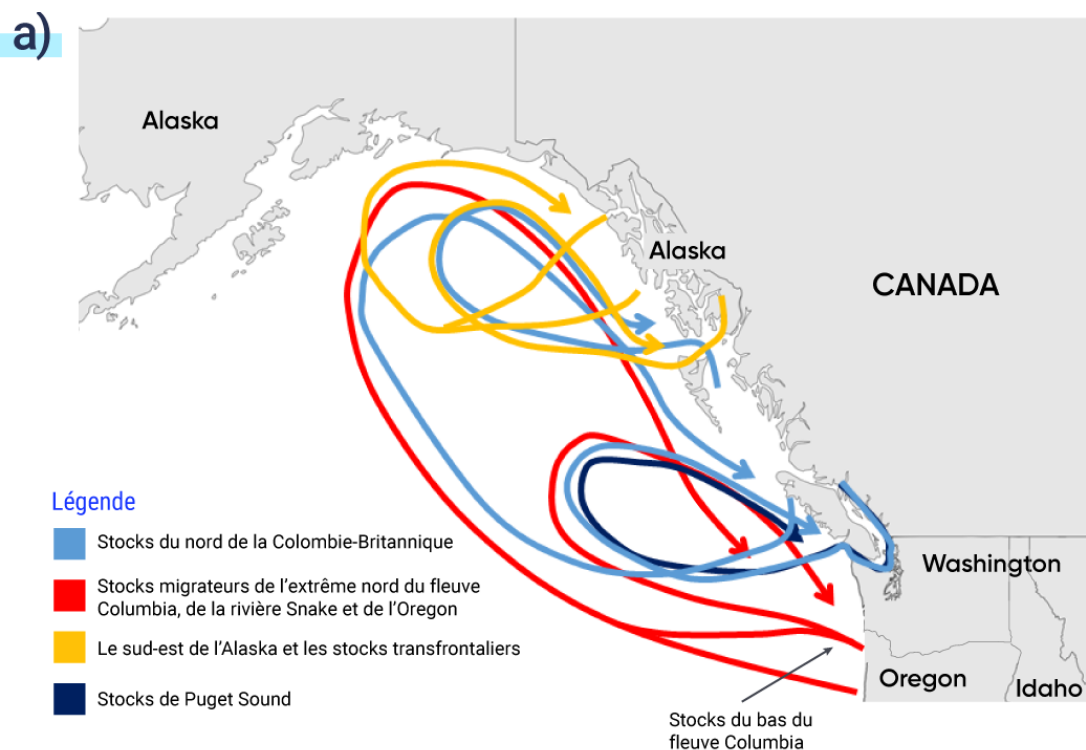 a)
Alaska
Alaska
CANADA
Légende
Stocks du nord de la Colombie-Britannique
Stocks migrateurs de l'extrême nord du fleuve
Columbia, de la rivière Snake et de l'Oregon
Le sud-est de l'Alaska et les stocks transfrontaliers
Stocks de Puget Sound
Washington
Oregon
Idaho
Stocks du bas du
fleuve Columbia